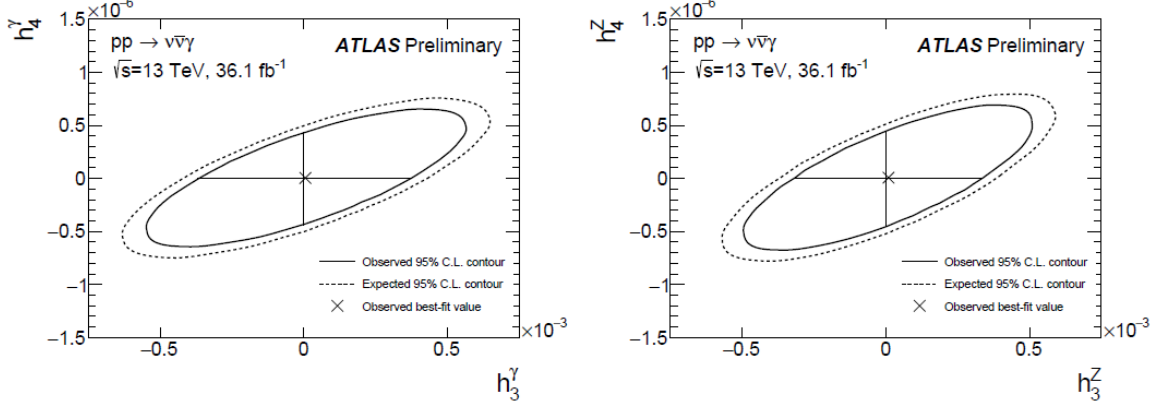 h₄^γ
1.5 ×10⁻⁶
pp → νν̄γ
ATLAS Preliminary
√s=13 TeV, 36.1 fb⁻¹
1
0.5
0
−0.5
−1
−1.5
Observed 95% C.L. contour
Expected 95% C.L. contour
Observed best-fit value
×10⁻³
−0.5 0 0.5
h₃^γ
h₄^Z
1.5 ×10⁻⁶
pp → νν̄γ
ATLAS Preliminary
√s=13 TeV, 36.1 fb⁻¹
1
0.5
0
−0.5
−1
−1.5
Observed 95% C.L. contour
Expected 95% C.L. contour
Observed best-fit value
×10⁻³
−0.5 0 0.5
h₃^Z